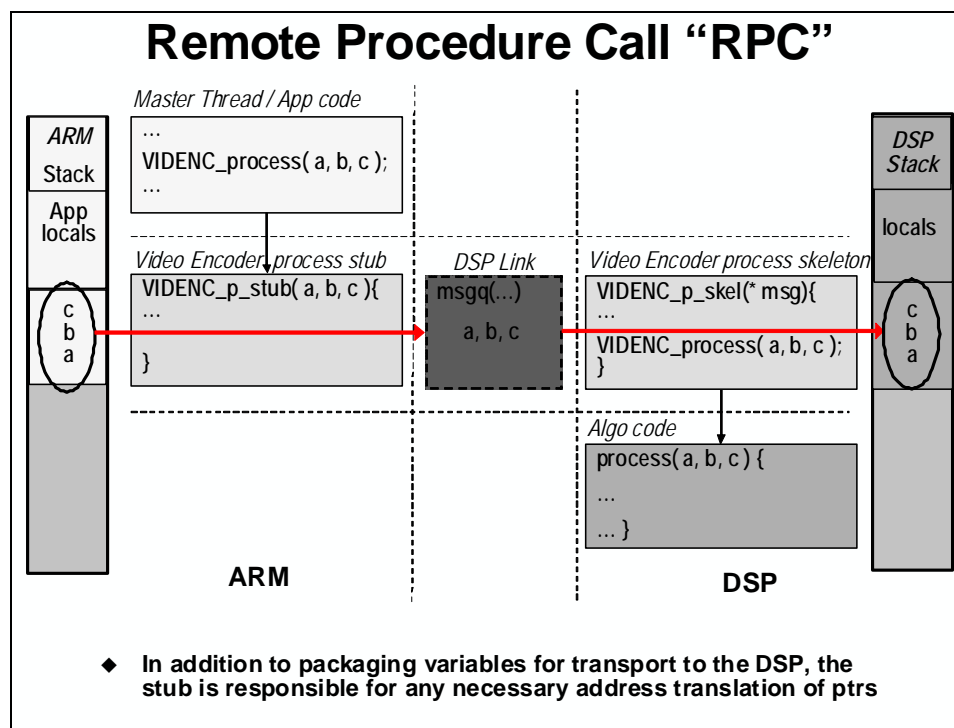 Remote Procedure Call “RPC”
Master Thread / App code
ARM
Stack
App
locals
c
b
a
...
VIDENC_process( a, b, c );
...
Video Encoder process stub
VIDENC_p_stub( a, b, c ){
...
}
DSP Link
msgq(...)
a, b, c
Video Encoder process skeleton
VIDENC_p_skel(* msg){
...
VIDENC_process( a, b, c );
}
Algo code
process( a, b, c ) {
...
... }
DSP
Stack
locals
c
b
a
ARM
DSP
◆ In addition to packaging variables for transport to the DSP, the
stub is responsible for any necessary address translation of ptrs